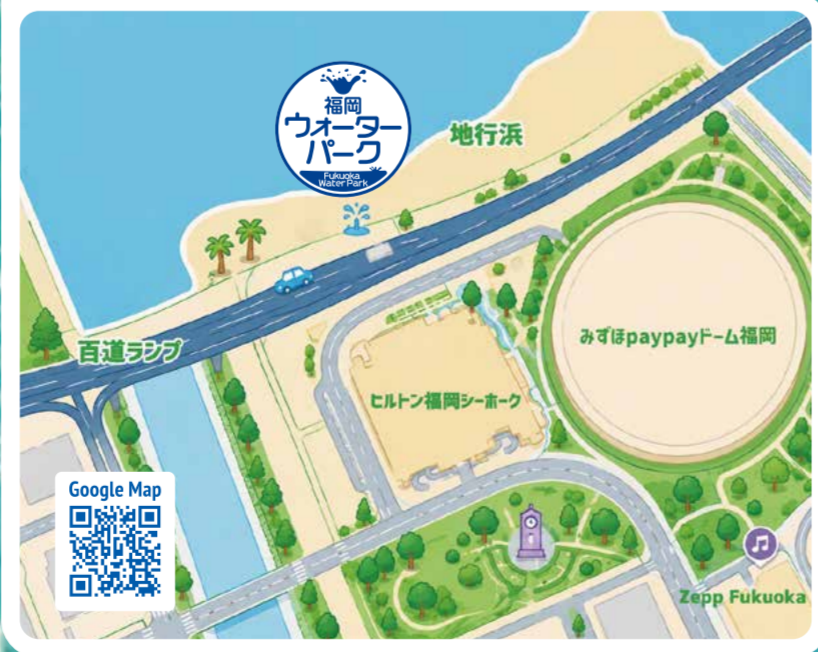 福岡
ウォーター
パーク
Fukuoka
Water Park
地行浜
百道ランプ
みずほpaypayドーム福岡
ヒルトン福岡シーホーク
Google Map
Zepp Fukuoka